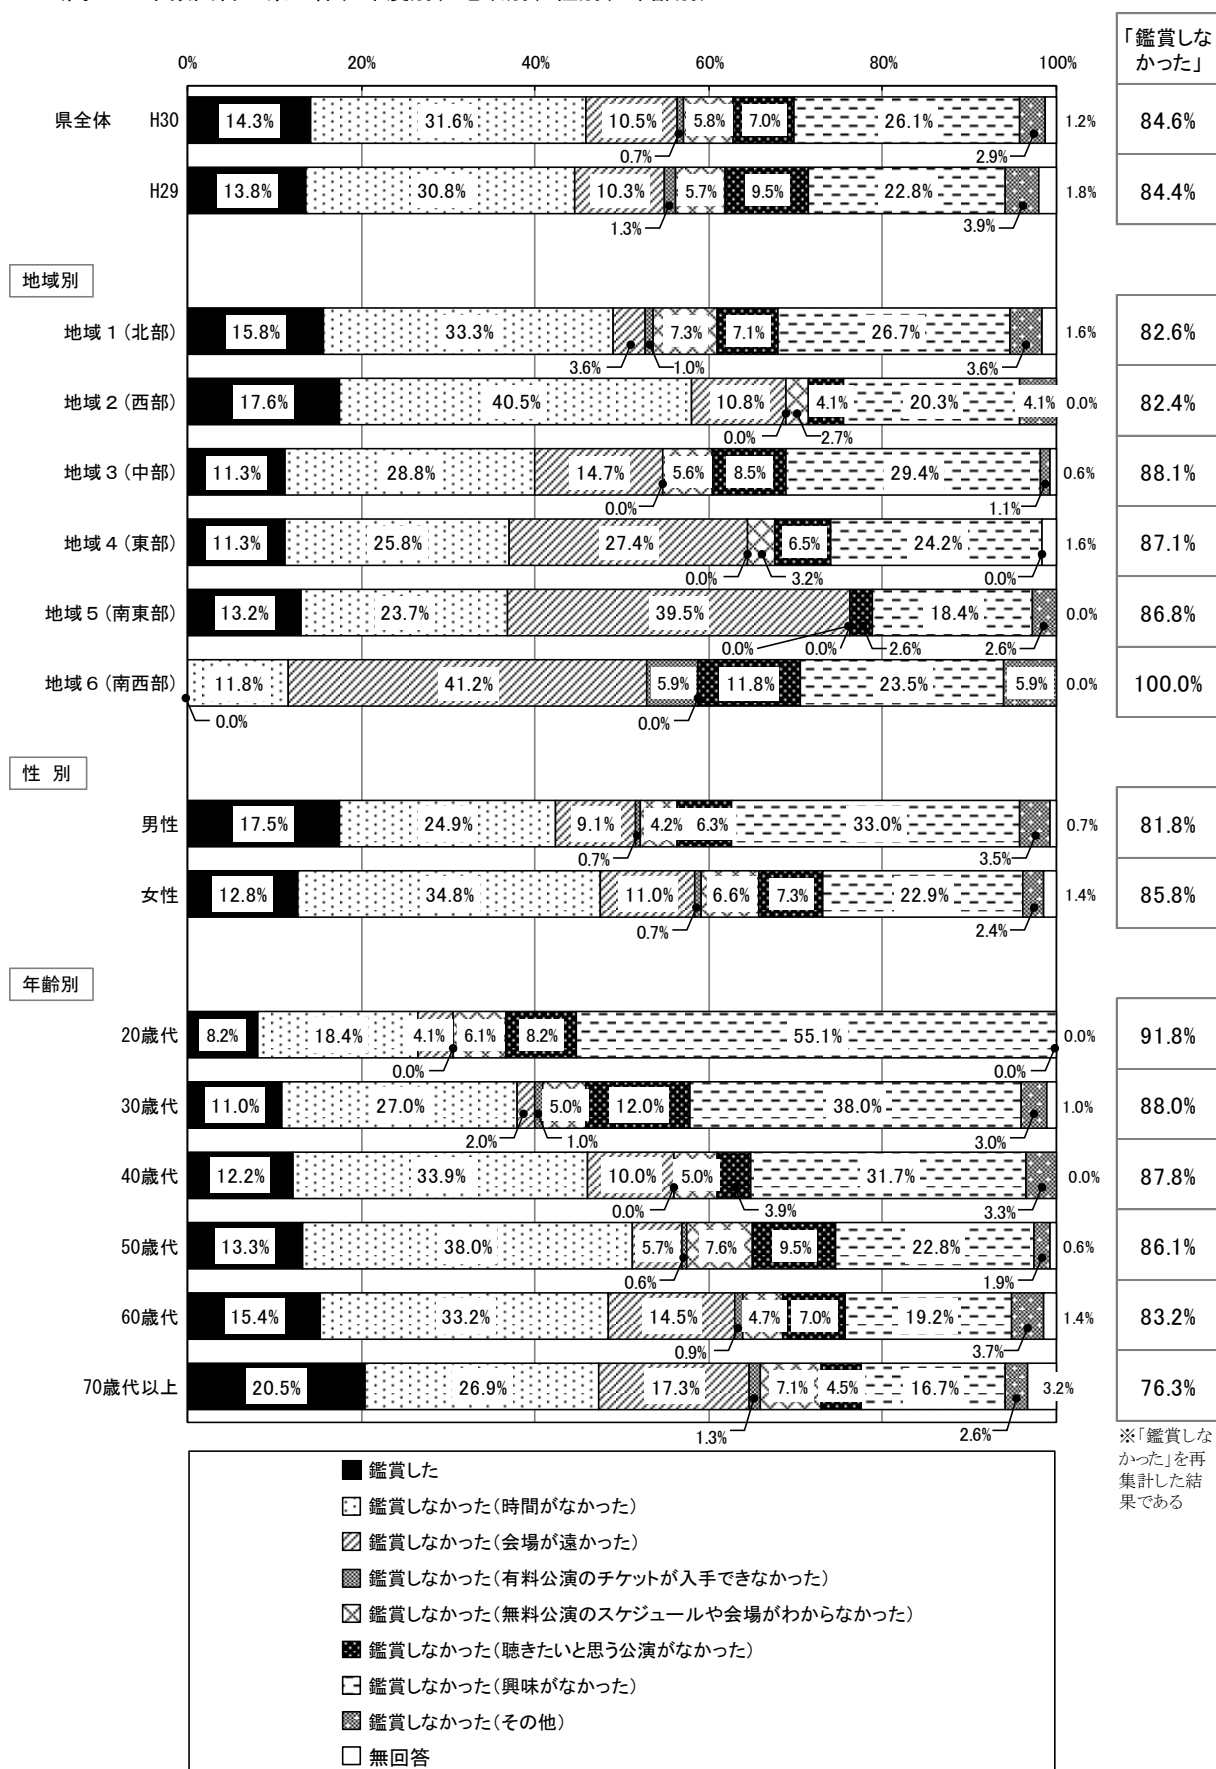 「鑑賞しな
かった」
0% 20% 40% 60% 80% 100%
県全体 H30 14.3% 31.6% 10.5% 5.8% 7.0% 26.1% 1.2% 84.6%
0.7% 2.9%
H29 13.8% 30.8% 10.3% 5.7% 9.5% 22.8% 1.8% 84.4%
1.3% 3.9%
地域別
地域1(北部) 15.8% 33.3% 7.3% 7.1% 26.7% 1.6% 82.6%
3.6% 1.0% 3.6%
地域2(西部) 17.6% 40.5% 10.8% 4.1% 20.3% 4.1% 0.0% 82.4%
0.0% 2.7%
地域3(中部) 11.3% 28.8% 14.7% 5.6% 8.5% 29.4% 0.6% 88.1%
0.0% 1.1%
地域4(東部) 11.3% 25.8% 27.4% 6.5% 24.2% 1.6% 87.1%
0.0% 3.2% 0.0%
地域5(南東部) 13.2% 23.7% 39.5% 18.4% 0.0% 86.8%
0.0% 0.0% 2.6% 2.6%
地域6(南西部) 11.8% 41.2% 5.9% 11.8% 23.5% 5.9% 0.0% 100.0%
0.0% 0.0%
性 別
男性 17.5% 24.9% 9.1% 4.2% 6.3% 33.0% 0.7% 81.8%
0.7% 3.5%
女性 12.8% 34.8% 11.0% 6.6% 7.3% 22.9% 1.4% 85.8%
0.7% 2.4%
年齢別
20歳代 8.2% 18.4% 4.1% 6.1% 8.2% 55.1% 0.0% 91.8%
0.0% 0.0%
30歳代 11.0% 27.0% 5.0% 12.0% 38.0% 1.0% 88.0%
2.0% 1.0% 3.0%
40歳代 12.2% 33.9% 10.0% 5.0% 31.7% 0.0% 87.8%
0.0% 3.9% 3.3%
50歳代 13.3% 38.0% 5.7% 7.6% 9.5% 22.8% 0.6% 86.1%
0.6% 1.9%
60歳代 15.4% 33.2% 14.5% 4.7% 7.0% 19.2% 1.4% 83.2%
0.9% 3.7%
70歳代以上 20.5% 26.9% 17.3% 7.1% 4.5% 16.7% 3.2% 76.3%
1.3% 2.6%
※「鑑賞しな
かった」を再
集計した結
果である
鑑賞した
鑑賞しなかった(時間がなかった)
鑑賞しなかった(会場が遠かった)
鑑賞しなかった(有料公演のチケットが入手できなかった)
鑑賞しなかった(無料公演のスケジュールや会場がわからなかった)
鑑賞しなかった(聴きたいと思う公演がなかった)
鑑賞しなかった(興味がなかった)
鑑賞しなかった(その他)
無回答